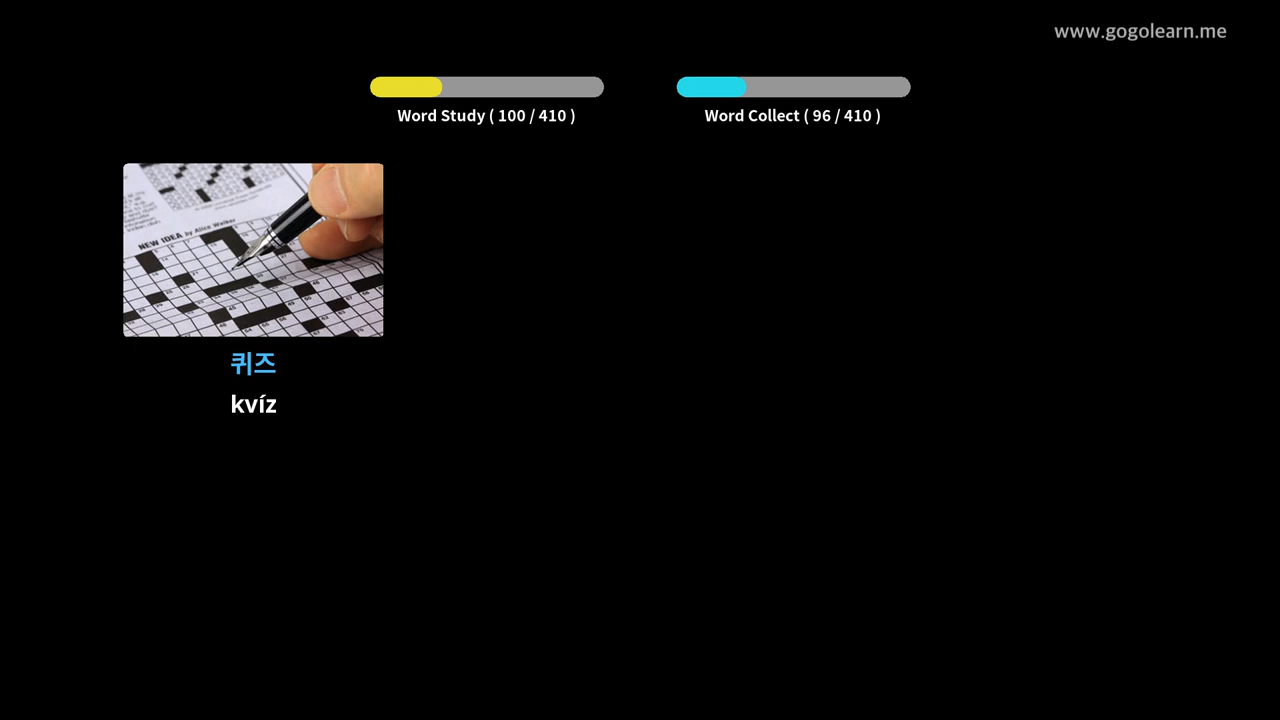 www.gogolearn.me
Word Study ( 100 / 410 )
Word Collect ( 96 / 410 )
NEW IDEA by Alice Walker
퀴즈
kvíz